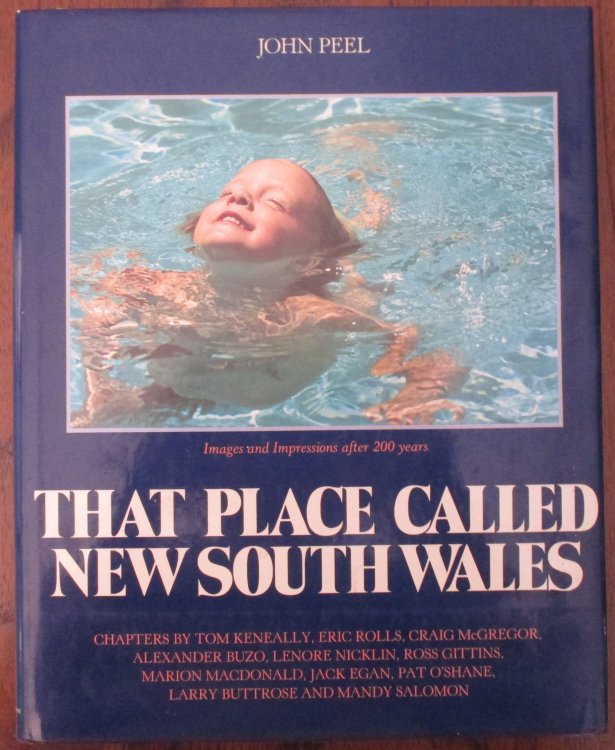 JOHN PEEL
Images and Impressions after 200 years
THAT PLACE CALLED
NEW SOUTH WALES
CHAPTERS BY TOM KENEALLY, ERIC ROLLS, CRAIG McGREGOR,
ALEXANDER BUZO, LENORE NICKLIN, ROSS GITTINS,
MARION MACDONALD, JACK EGAN, PAT O'SHANE,
LARRY BUTTROSE AND MANDY SALOMON